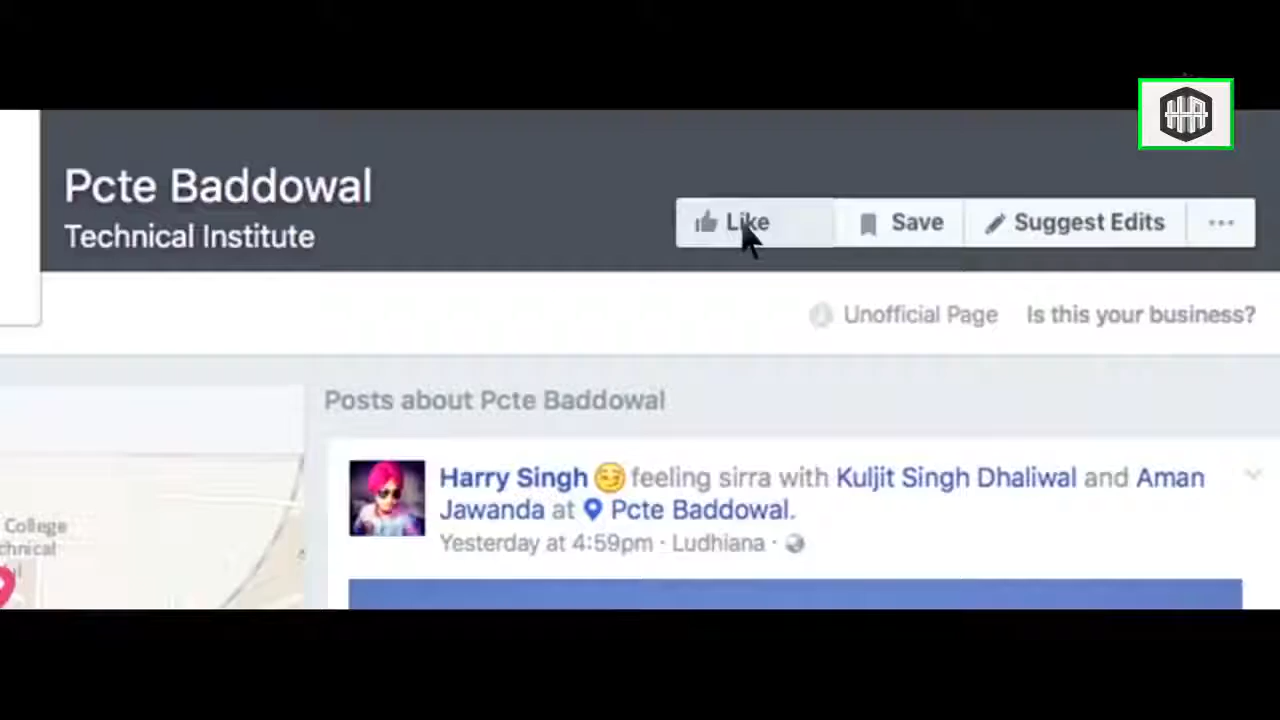 Pcte Baddowal
Technical Institute
Like
Save
Suggest Edits
Unofficial Page
Is this your business?
Posts about Pcte Baddowal
Harry Singh 😏 feeling sirra with Kuljit Singh Dhaliwal and Aman
Jawanda at Pcte Baddowal.
Yesterday at 4:59pm · Ludhiana ·
College